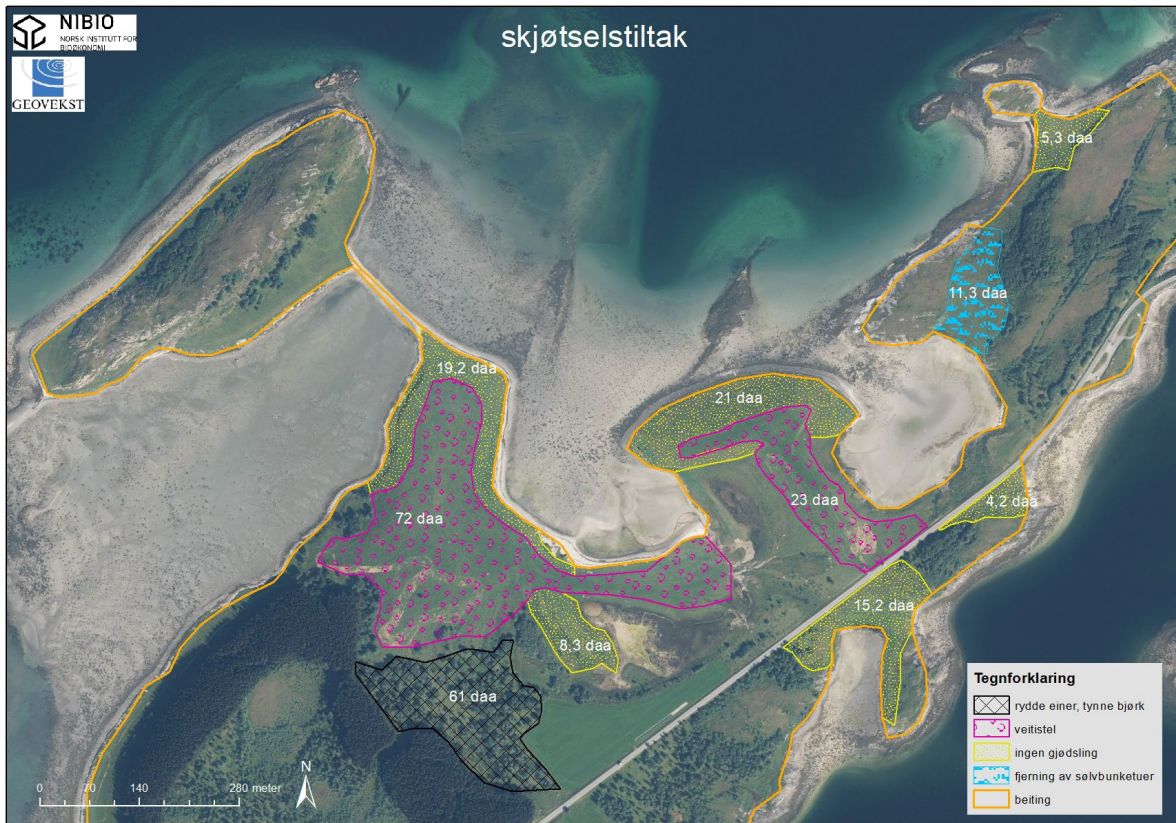 skjøtselstiltak
NIBIO
NORSK INSTITUTT FOR
BIOØKONOMI
GEOVEKST
5,3 daa
11,3 daa
19,2 daa
21 daa
23 daa
4,2 daa
72 daa
15,2 daa
8,3 daa
61 daa
Tegnforklaring
rydde einer, tynne bjørk
veitistel
ingen gjødsling
fjerning av sølvbunketuer
beiting
N
0 70 140 280 meter